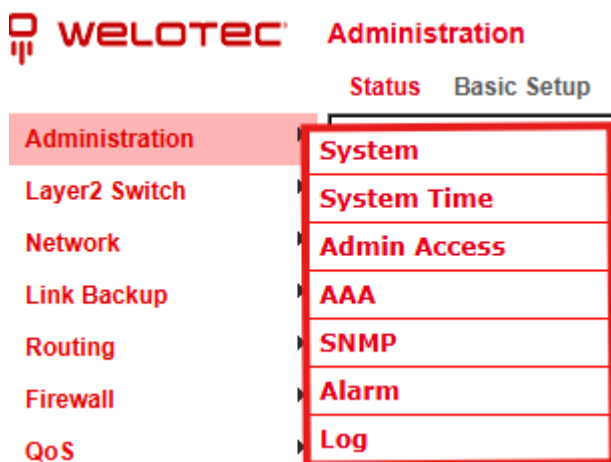 WELOTEC
Administration
Status Basic Setup
Administration
Layer2 Switch
Network
Link Backup
Routing
Firewall
QoS
System
System Time
Admin Access
AAA
SNMP
Alarm
Log